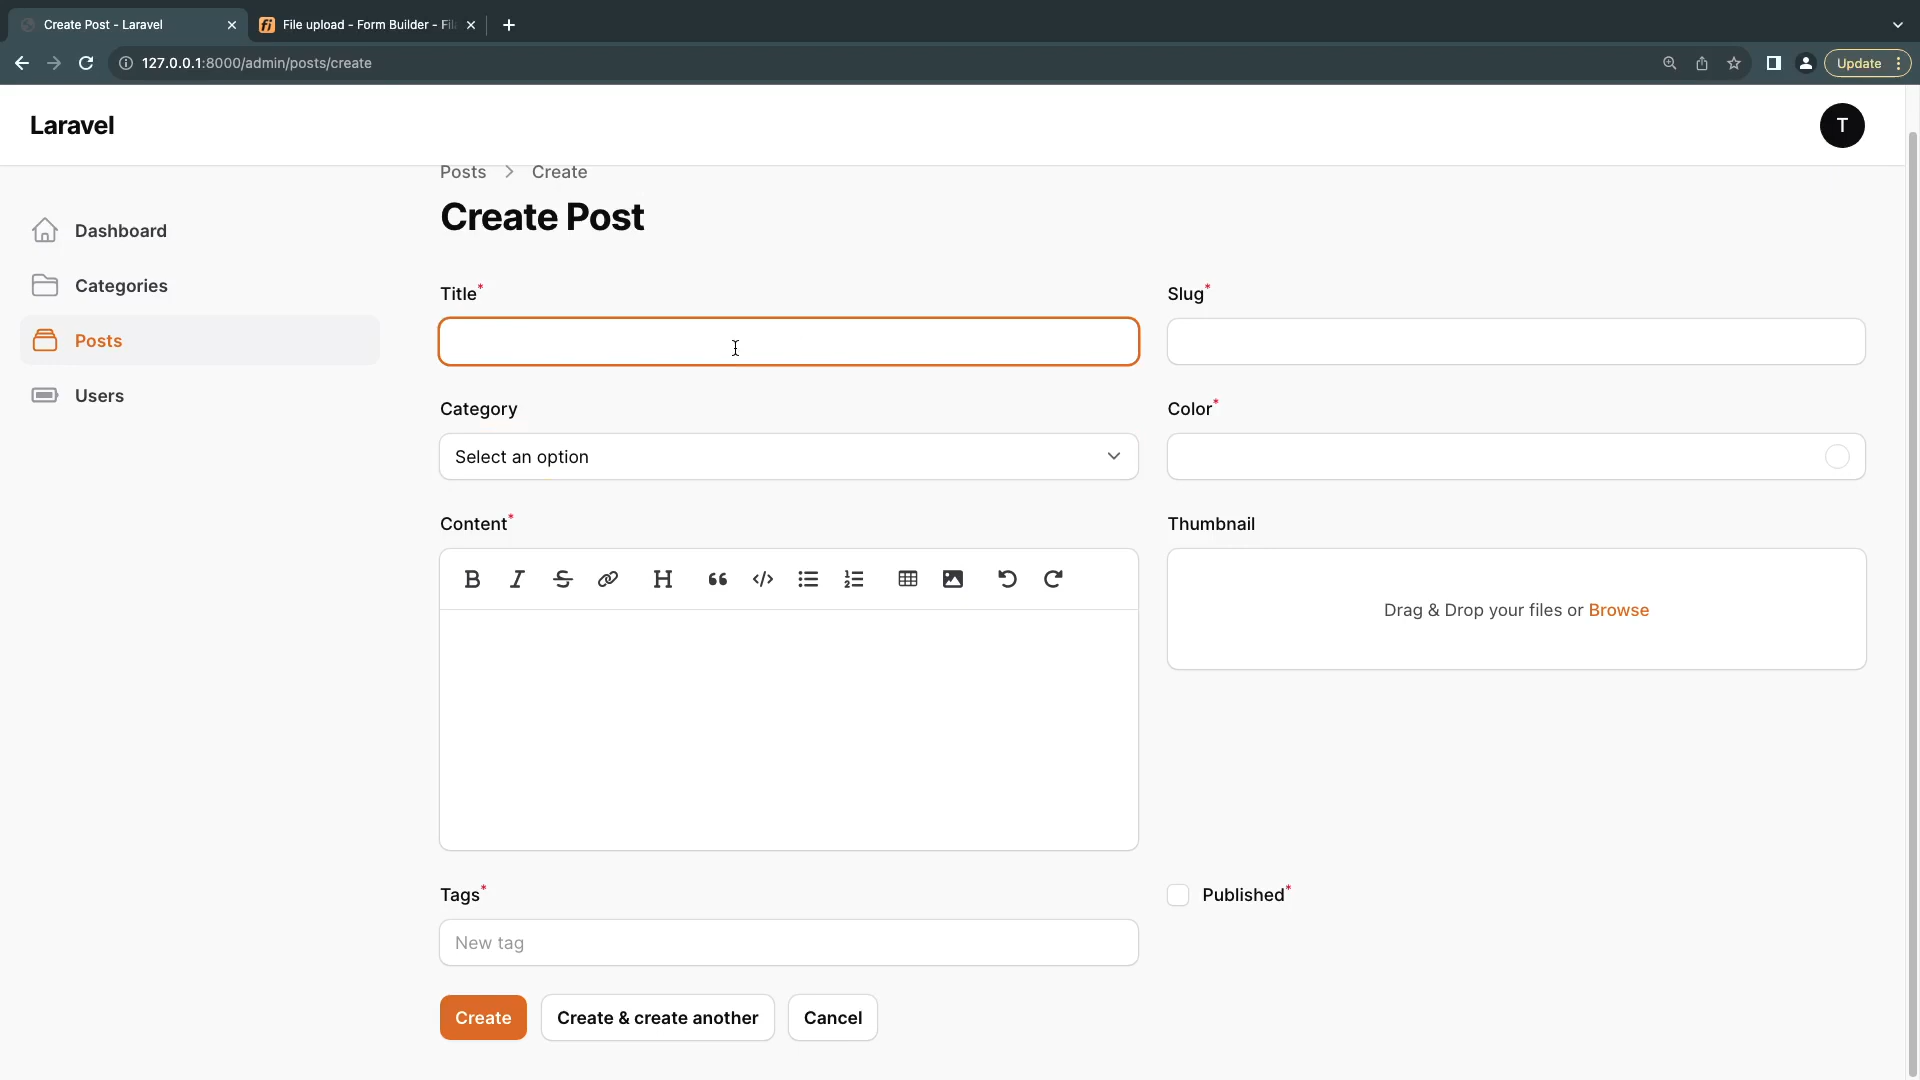 Create Post - Laravel
File upload - Form Builder - Fil
127.0.0.1:8000/admin/posts/create
Update
Laravel
T
Posts > Create
Create Post
Dashboard
Categories
Posts
Users
Title*
Slug*
Category
Color*
Select an option
Content*
Thumbnail
Drag & Drop your files or Browse
Tags*
Published*
New tag
Create
Create & create another
Cancel